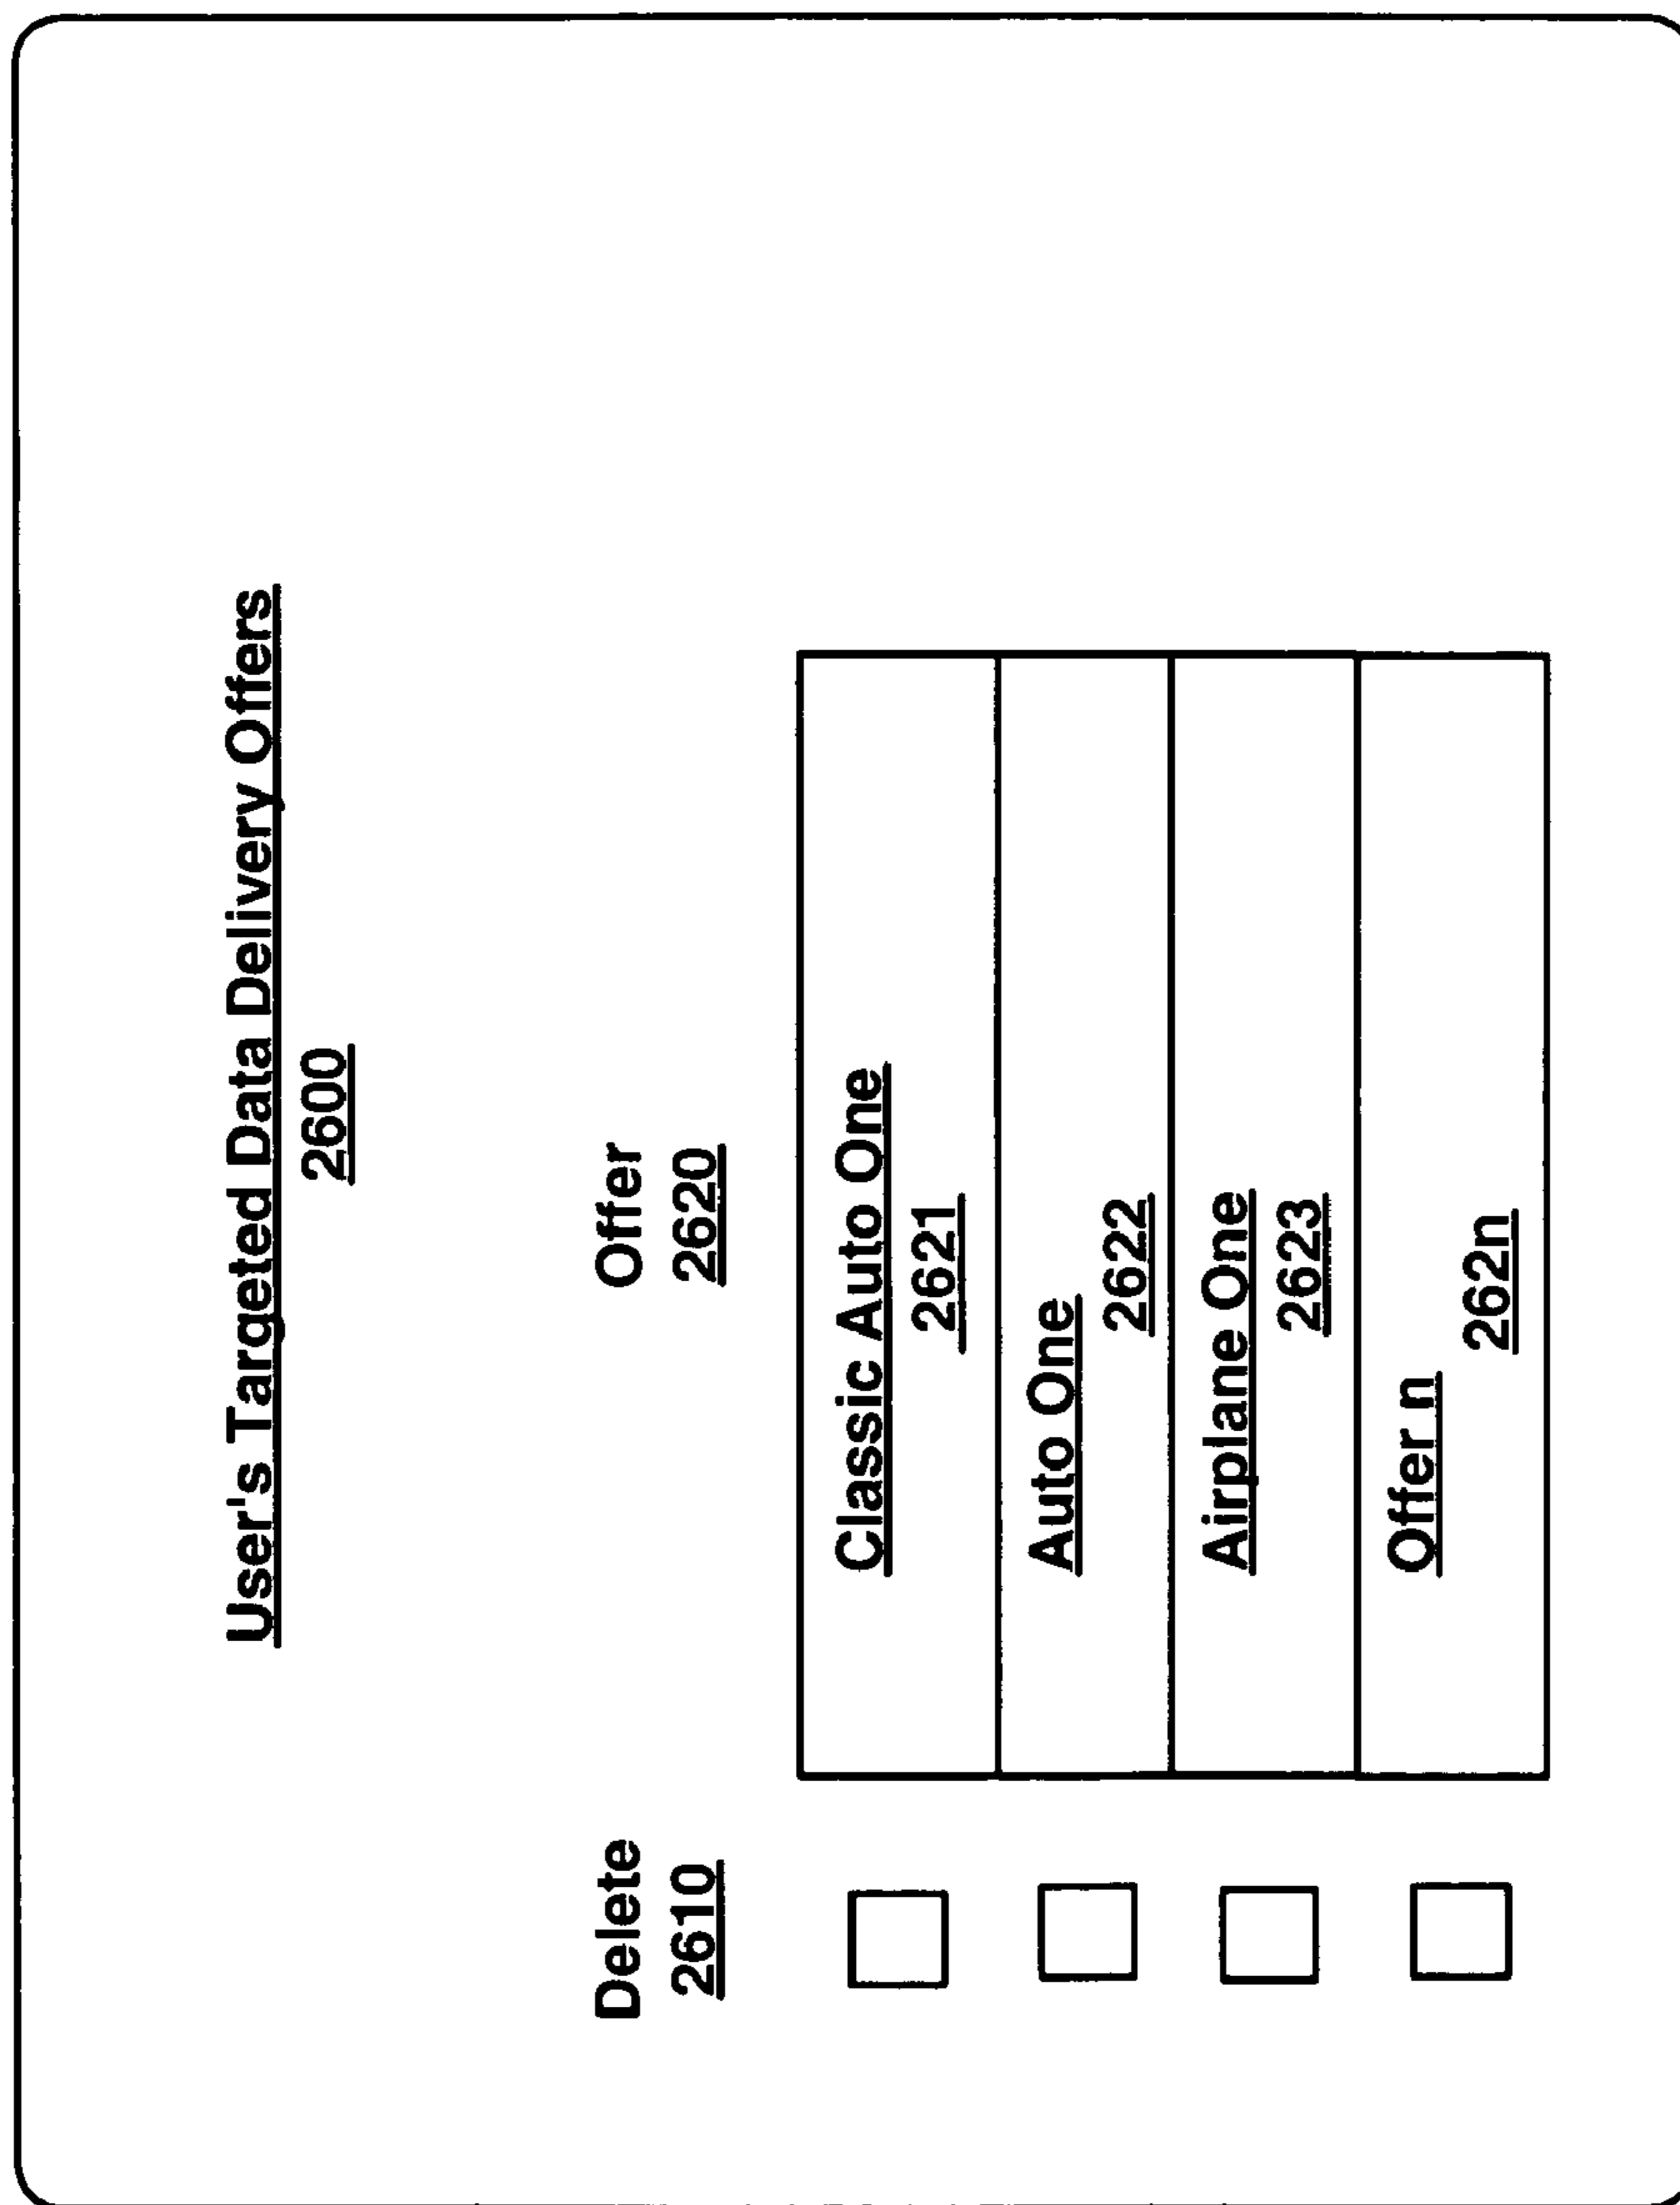 User's Targeted Data Delivery Offers
2600
Delete
2610
Offer
2620
Classic Auto One
2621
Auto One
2622
Airplane One
2623
Offer n
262n